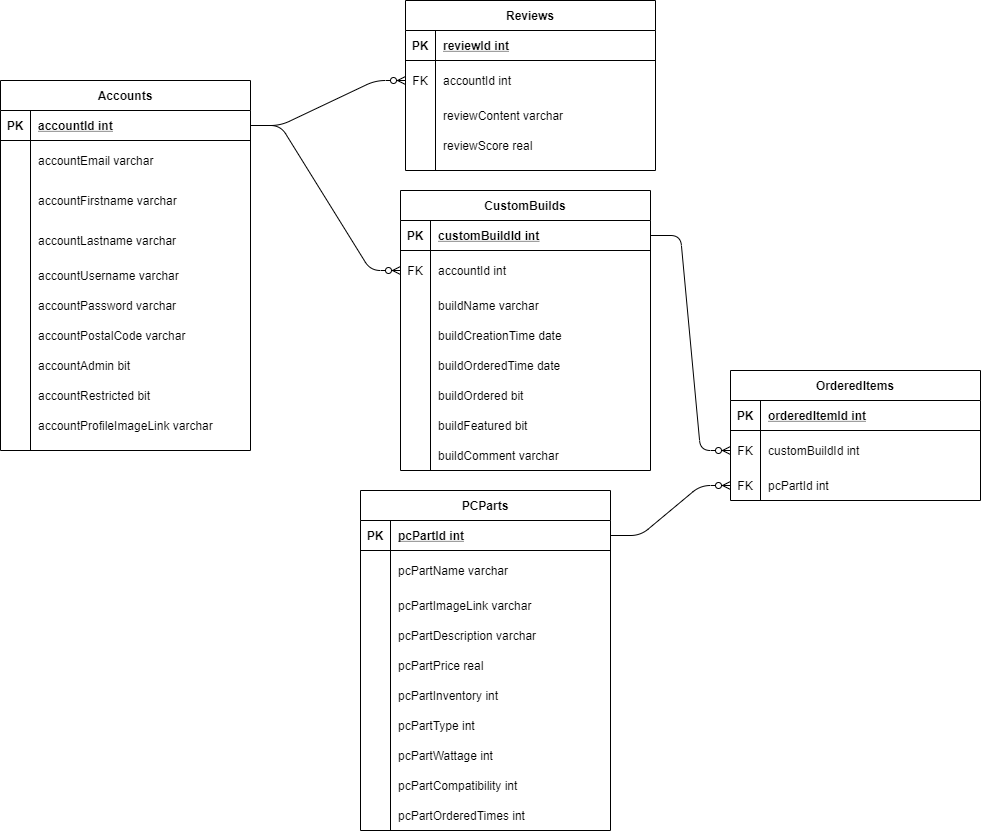 Reviews
PK reviewId int
FK accountId int
reviewContent varchar
reviewScore real
Accounts
PK accountId int
accountEmail varchar
accountFirstname varchar
accountLastname varchar
accountUsername varchar
accountPassword varchar
accountPostalCode varchar
accountAdmin bit
accountRestricted bit
accountProfileImageLink varchar
CustomBuilds
PK customBuildId int
FK accountId int
buildName varchar
buildCreationTime date
buildOrderedTime date
buildOrdered bit
buildFeatured bit
buildComment varchar
OrderedItems
PK orderedItemId int
FK customBuildId int
FK pcPartId int
PCParts
PK pcPartId int
pcPartName varchar
pcPartImageLink varchar
pcPartDescription varchar
pcPartPrice real
pcPartInventory int
pcPartType int
pcPartWattage int
pcPartCompatibility int
pcPartOrderedTimes int